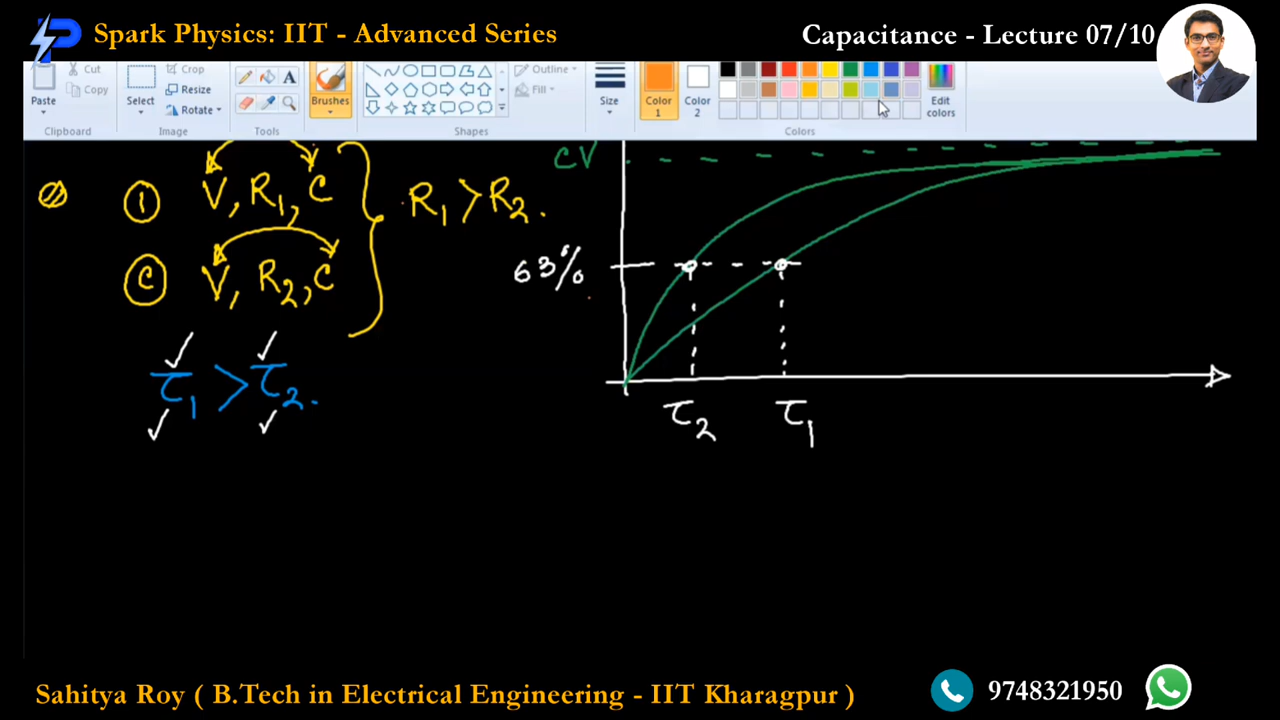 Spark Physics: IIT - Advanced Series
Capacitance - Lecture 07/10
Cut
Copy
Paste
Clipboard
Select
Crop
Resize
Rotate
Image
A
Tools
Brushes
Shapes
Outline
Fill
Size
Color 1
Color 2
Colors
Edit colors
① V, R₁, C
② V, R₂, C
R₁ > R₂.
τ₁ > τ₂.
CV
63%
τ₂
τ₁
Sahitya Roy ( B.Tech in Electrical Engineering - IIT Kharagpur )
9748321950